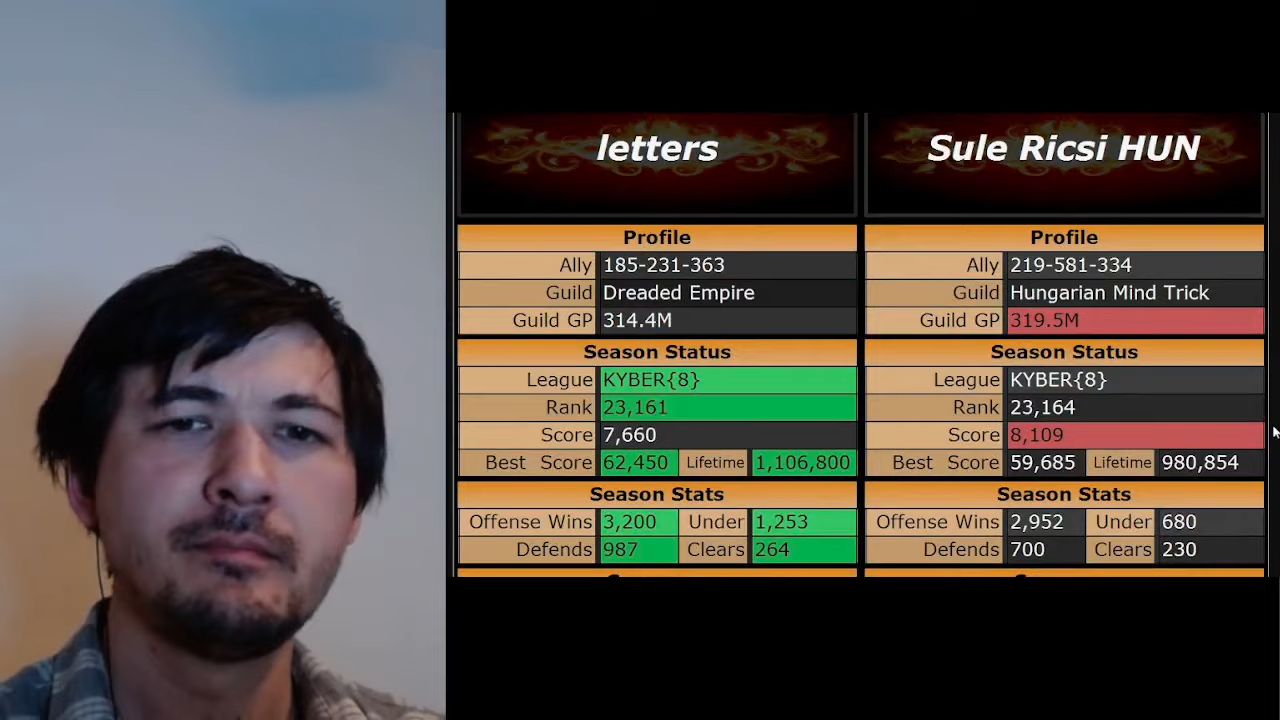 letters
Profile
Ally 185-231-363
Guild Dreaded Empire
Guild GP 314.4M
Season Status
League KYBER{8}
Rank 23,161
Score 7,660
Best Score 62,450 Lifetime 1,106,800
Season Stats
Offense Wins 3,200 Under 1,253
Defends 987 Clears 264
Sule Ricsi HUN
Profile
Ally 219-581-334
Guild Hungarian Mind Trick
Guild GP 319.5M
Season Status
League KYBER{8}
Rank 23,164
Score 8,109
Best Score 59,685 Lifetime 980,854
Season Stats
Offense Wins 2,952 Under 680
Defends 700 Clears 230